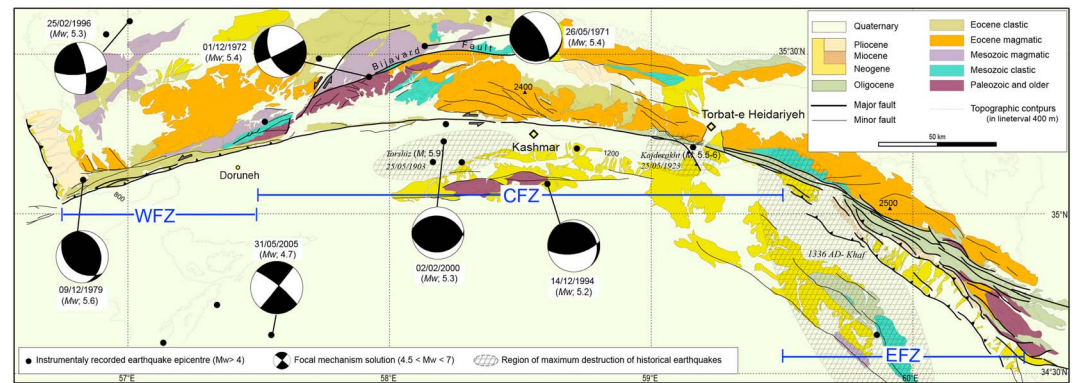 25/02/1996
(Mw; 5.3)
01/12/1972
(Mw; 5.4)
26/05/1971
(Mw; 5.4)
Bijavard Fault
35°30'N
2400
Torbat-e Heidariyeh
Kashmar
Torshiz (M; 5.9)
25/05/1903
1200
Kajderakht (M; 5.5-6)
25/05/1923
Doruneh
800
WFZ
CFZ
35°N
2500
31/05/2005
(Mw; 4.7)
09/12/1979
(Mw; 5.6)
02/02/2000
(Mw; 5.3)
14/12/1994
(Mw; 5.2)
1336 AD- Khaf
EFZ
Quaternary
Pliocene
Miocene
Neogene
Oligocene
Major fault
Minor fault
Eocene clastic
Eocene magmatic
Mesozoic magmatic
Mesozoic clastic
Paleozoic and older
Topographic contpurs
(in lineterval 400 m)
50 km
Instrumentaly recorded earthquake epicentre (Mw> 4)
Focal mechanism solution (4.5 < Mw < 7)
Region of maximum destruction of historical earthquakes
57°E
58°E
59°E
60°E
34°30'N